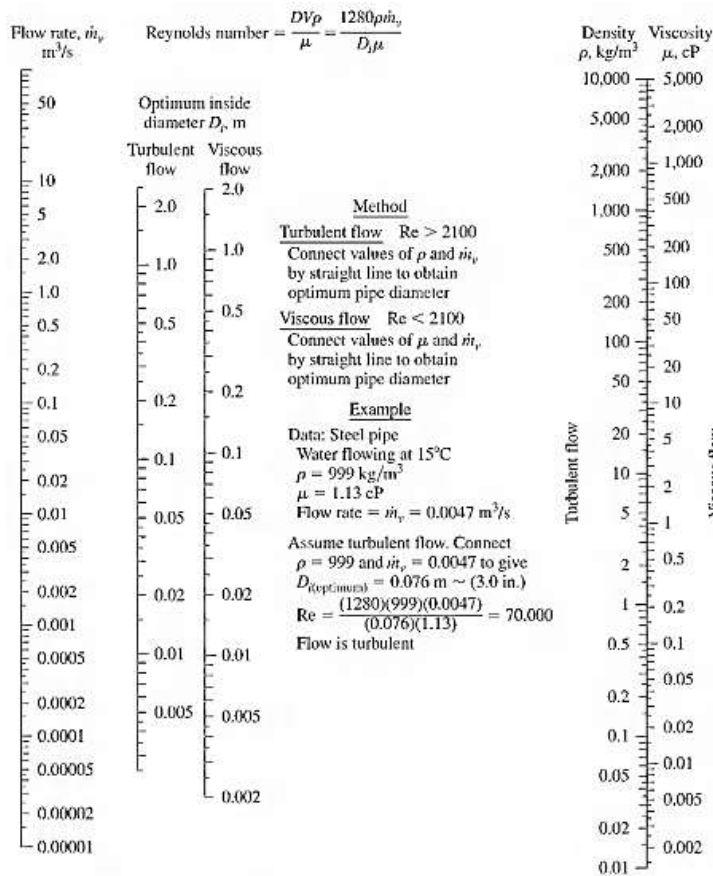 Flow rate, ṁᵥ
m³/s
50
10
5
2.0
1.0
0.5
0.2
0.1
0.05
0.02
0.01
0.005
0.002
0.001
0.0005
0.0002
0.0001
0.00005
0.00002
0.00001
Reynolds number = DVρ/μ = 1280ρṁᵥ/Dᵢμ
Optimum inside
diameter Dᵢ, m
Turbulent
flow
2.0
1.0
0.5
0.2
0.1
0.05
0.02
0.01
0.005
Viscous
flow
2.0
1.0
0.5
0.2
0.1
0.05
0.02
0.01
0.005
0.002
Method
Turbulent flow Re > 2100
Connect values of ρ and ṁᵥ
by straight line to obtain
optimum pipe diameter
Viscous flow Re < 2100
Connect values of μ and ṁᵥ
by straight line to obtain
optimum pipe diameter
Example
Data: Steel pipe
Water flowing at 15°C
ρ = 999 kg/m³
μ = 1.13 cP
Flow rate = ṁᵥ = 0.0047 m³/s
Assume turbulent flow. Connect
ρ = 999 and ṁᵥ = 0.0047 to give
Dᵢ(optimum) = 0.076 m ~ (3.0 in.)
Re = (1280)(999)(0.0047)/(0.076)(1.13) = 70.000
Flow is turbulent
Turbulent flow
Density
ρ, kg/m³
10,000
5,000
2,000
1,000
500
200
100
50
20
10
5
2
1
0.5
0.2
0.1
0.05
0.02
0.01
Viscosity
μ, cP
5,000
2,000
1,000
500
200
100
50
20
10
5
2
1
0.5
0.2
0.1
0.05
0.02
0.01
0.005
0.002